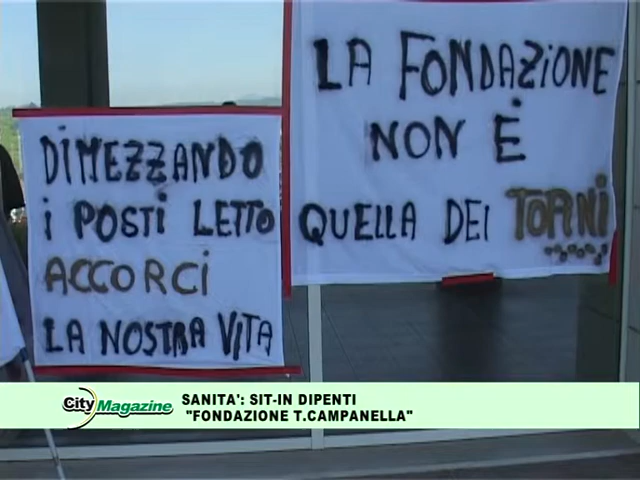 DIMEZZANDO
I POSTI LETTO
ACCORCI
LA NOSTRA VITA
LA FONDAZIONE
NON È
QUELLA DEI TOPINI
City Magazine
SANITA': SIT-IN DIPENTI
"FONDAZIONE T.CAMPANELLA"